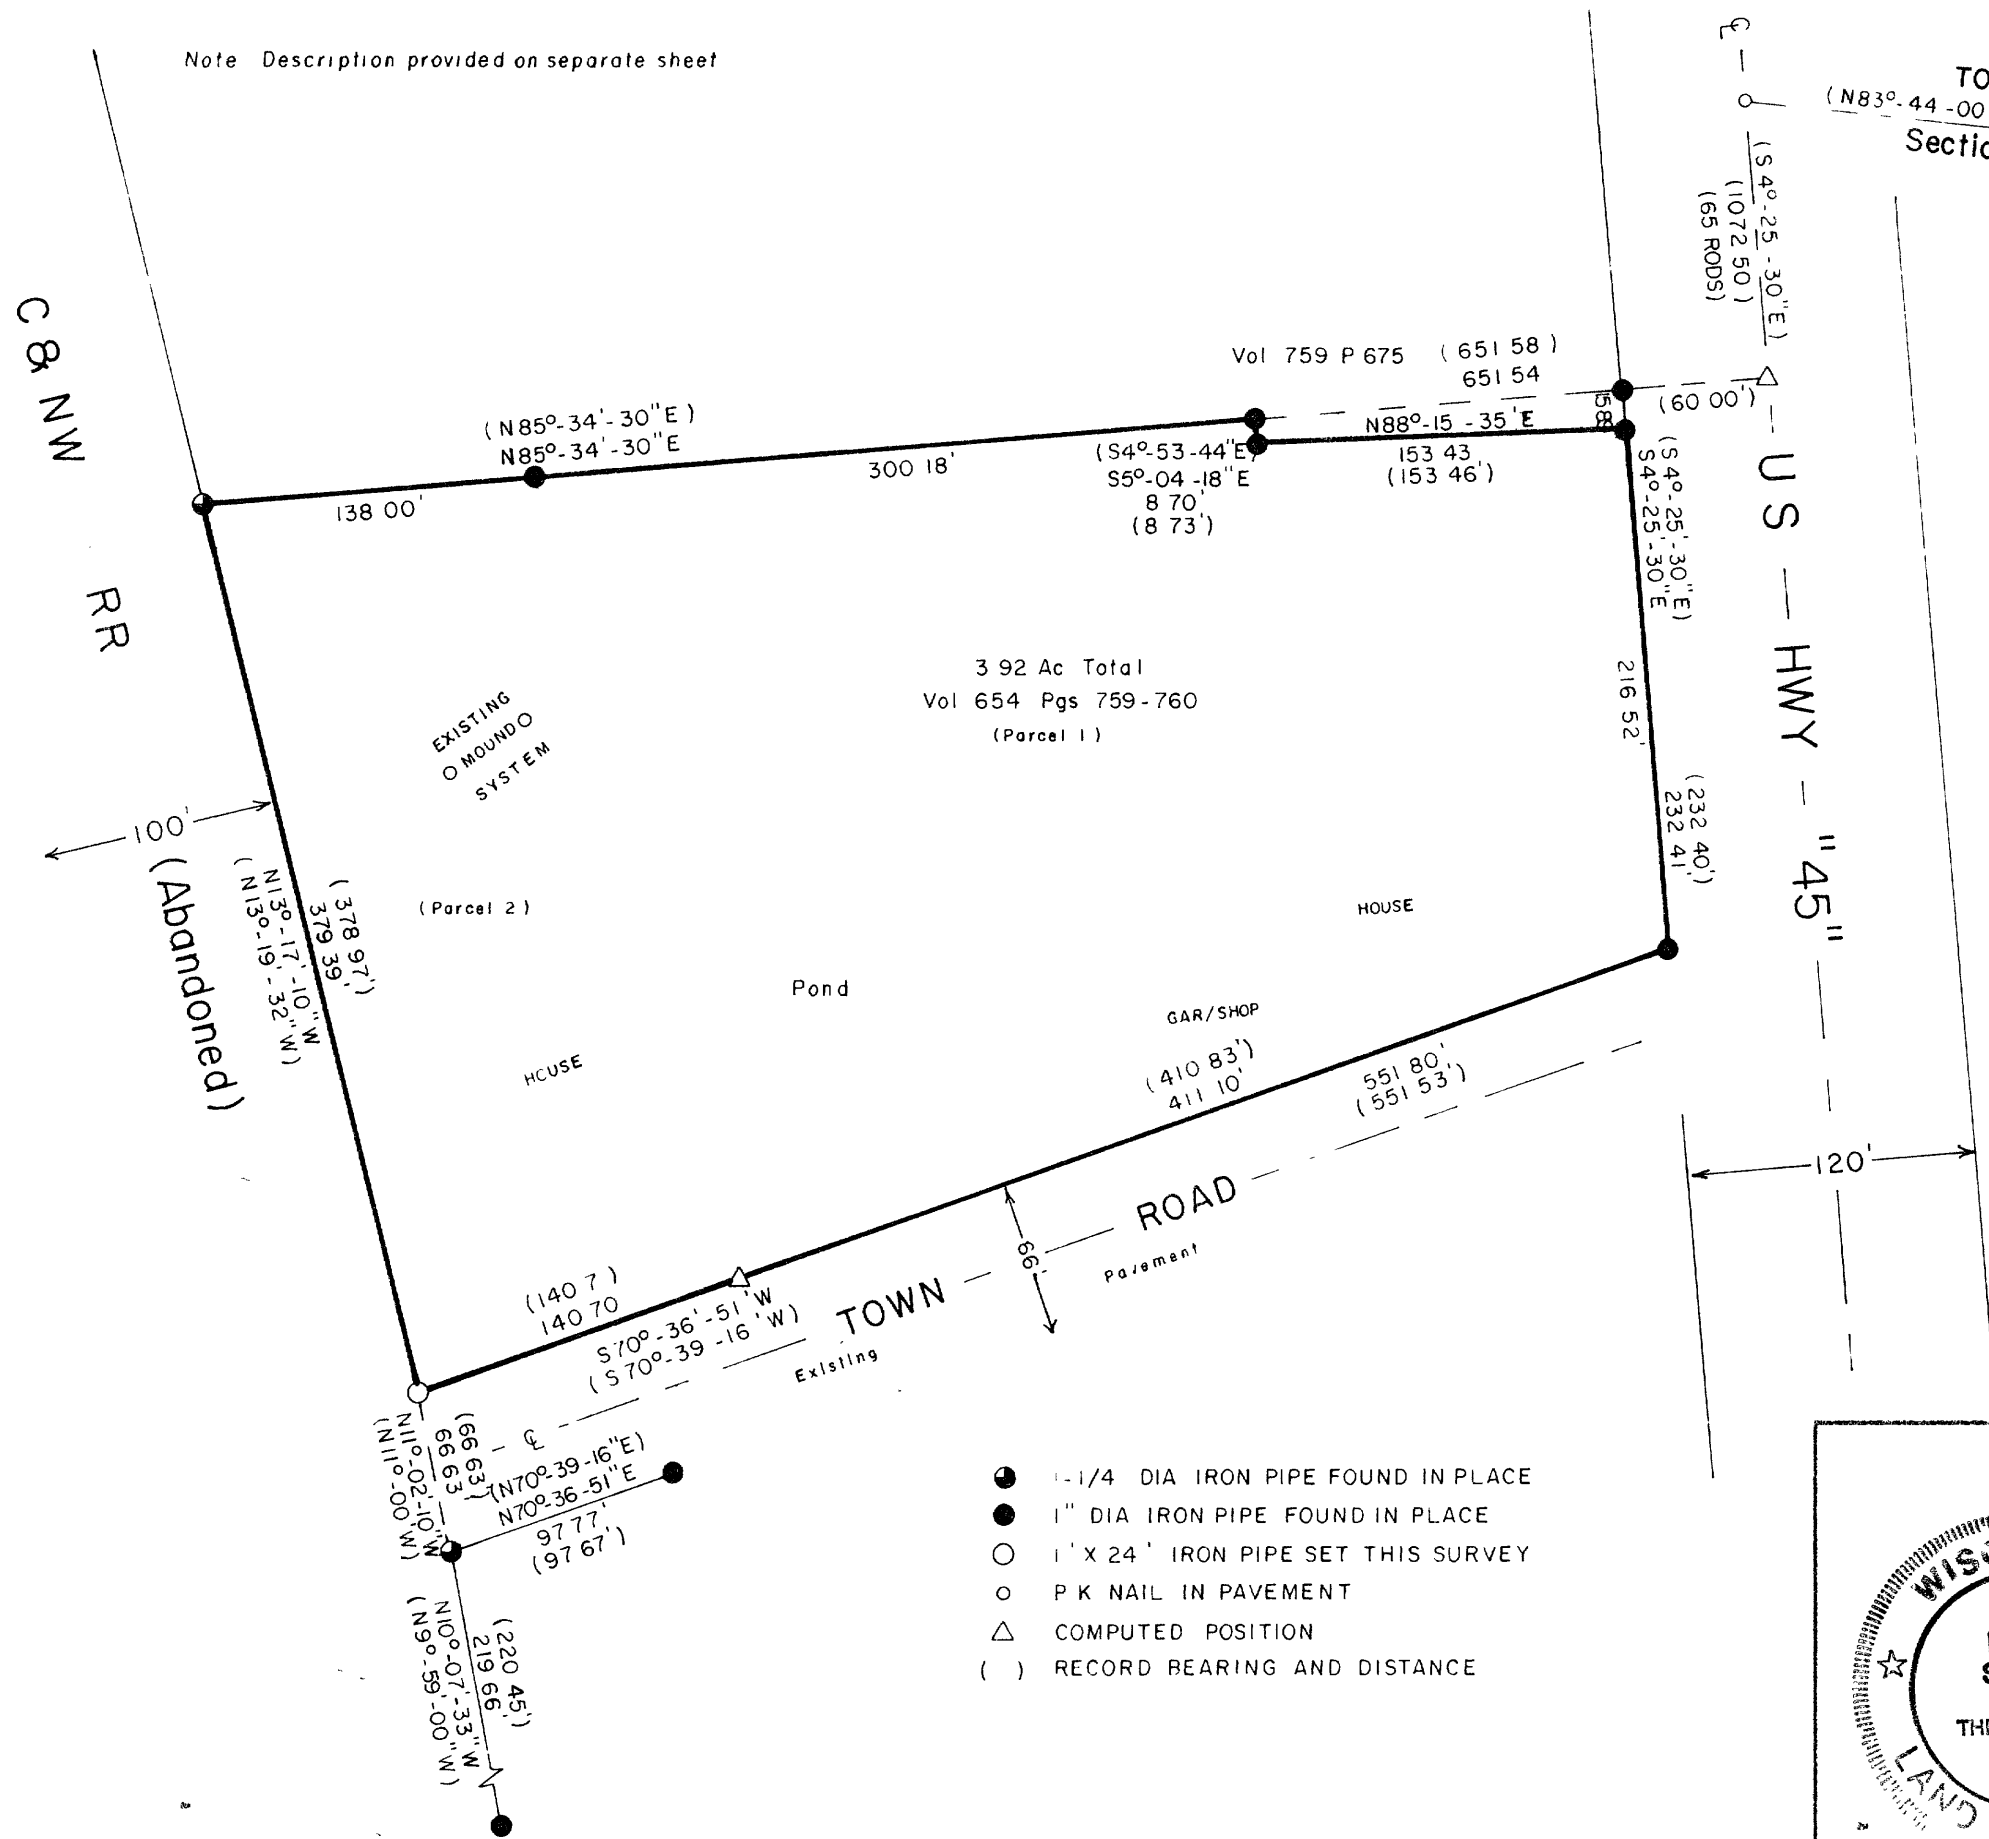 Note Description provided on separate sheet
TO
(N83°-44-00
Sectio
℄
(S4°-25-30"E)
(1072 50)
(65 RODS)
C & NW
RR
Vol 759 P 675 (651 58)
651 54
(60 00')
15 88'
(N85°-34'-30"E)
N85°-34'-30"E
N88°-15-35'E
138 00'
300 18'
(S4°-53-44"E)
S5°-04-18"E
8 70'
(8 73')
153 43
(153 46')
(S4°-25'-30"E)
S4°-25'-30"E
216 52'
(232 40')
232 41'
US — HWY - "45"
3 92 Ac Total
Vol 654 Pgs 759-760
(Parcel 1)
EXISTING
MOUND
SYSTEM
100'
(Abandoned)
(378 97')
379 39'
N13°-17'-10"W
(N13°-19'-32"W)
(Parcel 2)
HOUSE
Pond
GAR/SHOP
HOUSE
(410 83')
411 10'
551 80'
(551 53')
120'
66'
TOWN — ROAD
Existing
Pavement
(140 7)
140 70
S70°-36'-51'W
(S70°-39-16'W)
℄
(66 63)
66 63
N11°-02'-10"W
(N11°-00'W)
(N70°-39-16"E)
N70°-36-51"E
97 77'
(97 67')
(220 45')
219 66'
N10°-07'-33"W
(N9°-59'-00"W)
1-1/4 DIA IRON PIPE FOUND IN PLACE
1" DIA IRON PIPE FOUND IN PLACE
1' X 24' IRON PIPE SET THIS SURVEY
P K NAIL IN PAVEMENT
COMPUTED POSITION
( ) RECORD BEARING AND DISTANCE
WIS
LAND